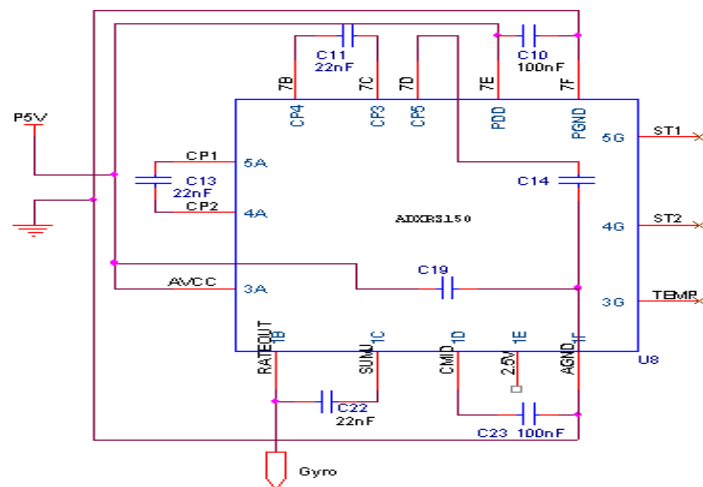 C11
22nF
C10
100nF
7B
7C
7D
7E
7F
CP4
CP3
CP5
PDD
PGND
P5V
5G
ST1
CP1
5A
C13
22nF
CP2
4A
C14
ADXRS150
4G
ST2
C19
AVCC
3A
3G
TEMP
RATEOUT
1B
SUMJ
1C
CMID
1D
2.5V
1E
AGND
1F
U8
C22
22nF
C23 100nF
Gyro